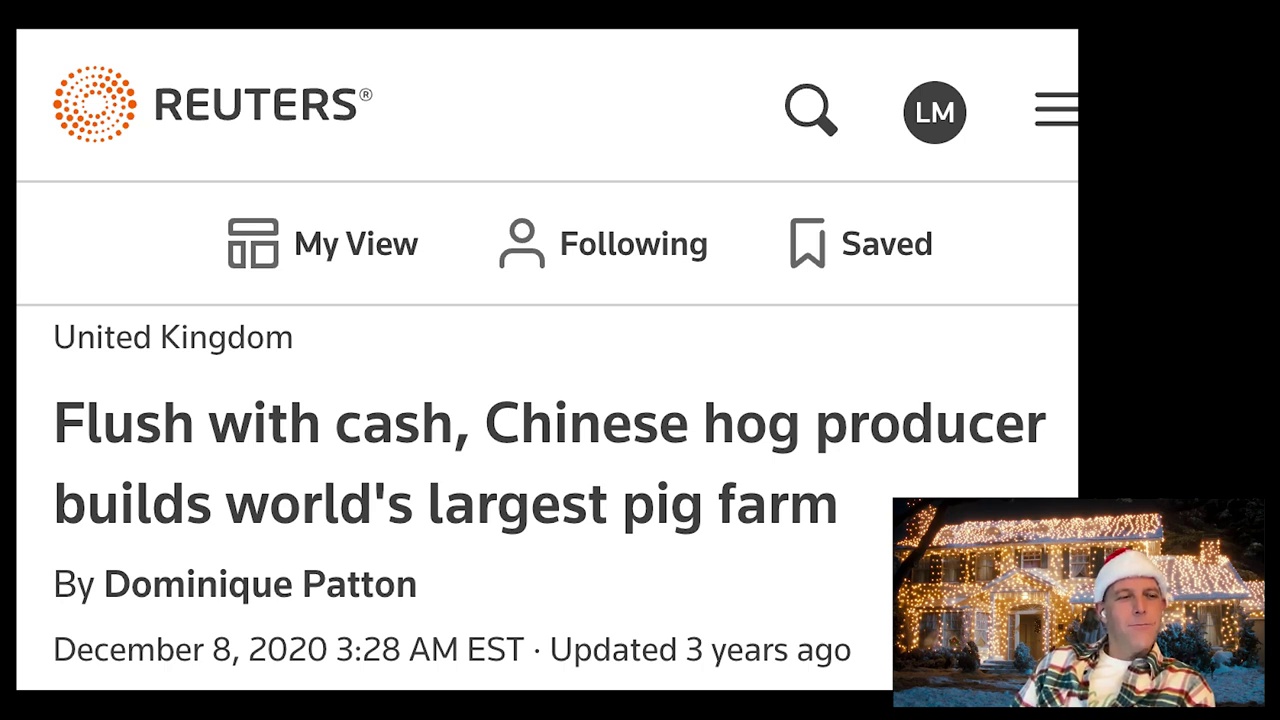 REUTERS®
LM
My View
Following
Saved
United Kingdom
Flush with cash, Chinese hog producer
builds world's largest pig farm
By Dominique Patton
December 8, 2020 3:28 AM EST · Updated 3 years ago